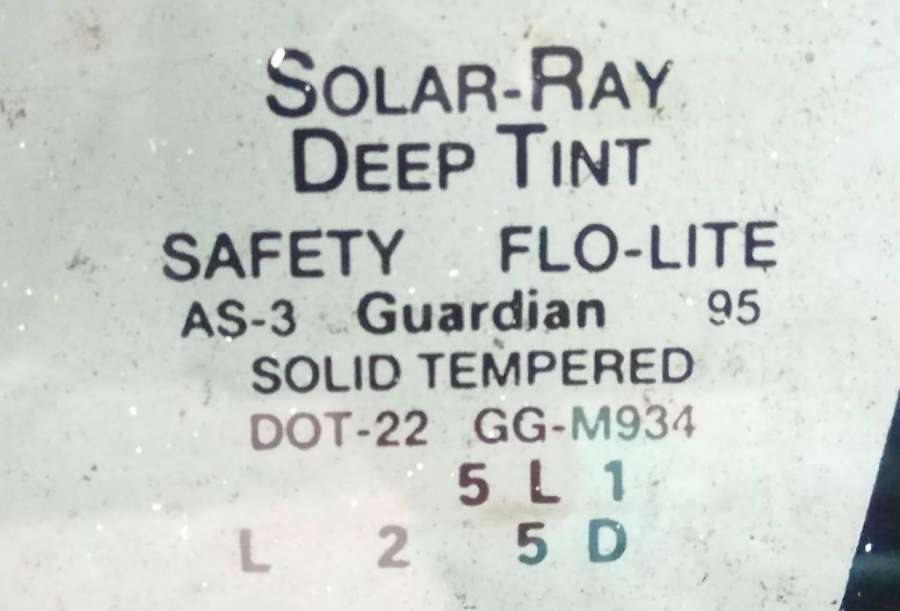 SOLAR-RAY
DEEP TINT
SAFETY FLO-LITE
AS-3 Guardian 95
SOLID TEMPERED
DOT-22 GG-M934
5 L 1
L 2 5 D